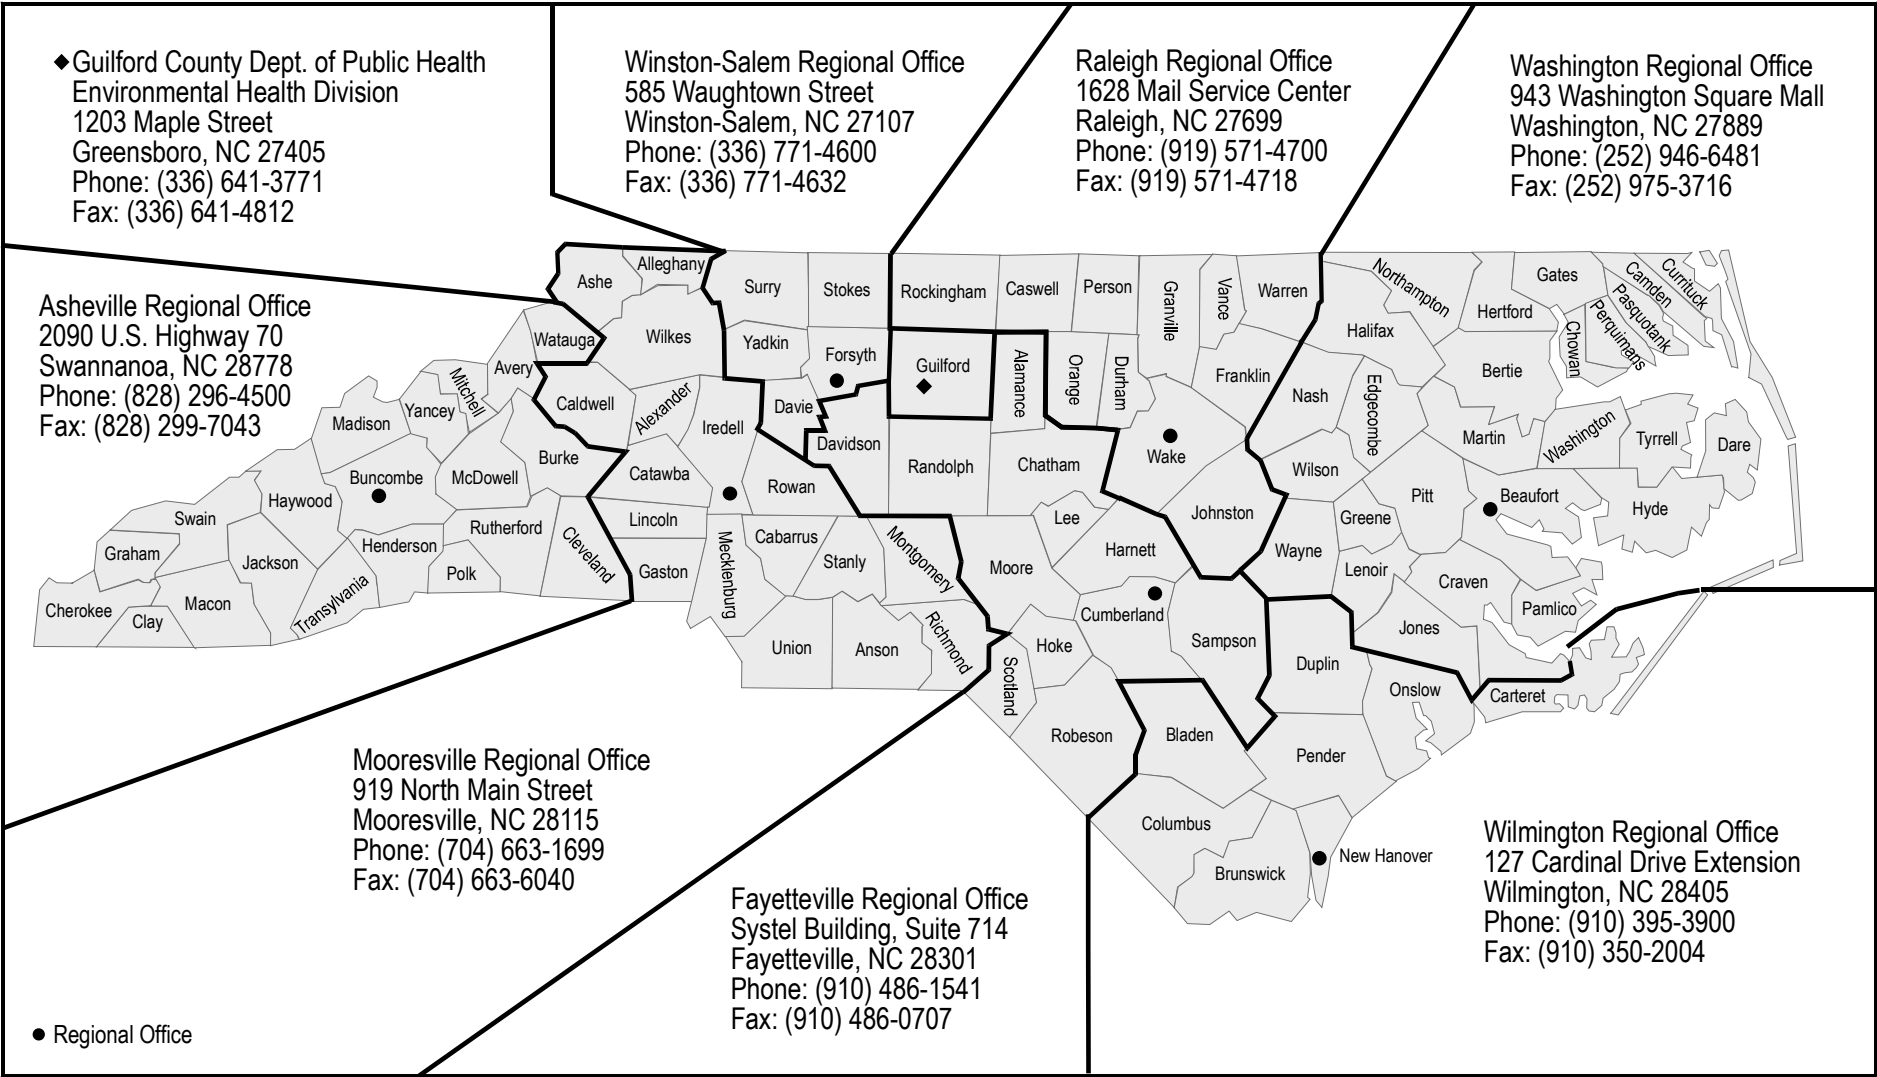 ◆Guilford County Dept. of Public Health
Environmental Health Division
1203 Maple Street
Greensboro, NC 27405
Phone: (336) 641-3771
Fax: (336) 641-4812
Winston-Salem Regional Office
585 Waughtown Street
Winston-Salem, NC 27107
Phone: (336) 771-4600
Fax: (336) 771-4632
Raleigh Regional Office
1628 Mail Service Center
Raleigh, NC 27699
Phone: (919) 571-4700
Fax: (919) 571-4718
Washington Regional Office
943 Washington Square Mall
Washington, NC 27889
Phone: (252) 946-6481
Fax: (252) 975-3716
Asheville Regional Office
2090 U.S. Highway 70
Swannanoa, NC 28778
Phone: (828) 296-4500
Fax: (828) 299-7043
Ashe
Alleghany
Surry
Stokes
Rockingham
Caswell
Person
Granville
Vance
Warren
Northampton
Gates
Camden
Currituck
Hertford
Pasquotank
Perquimans
Chowan
Halifax
Watauga
Wilkes
Yadkin
Forsyth
Guilford
Alamance
Orange
Durham
Franklin
Nash
Edgecombe
Bertie
Avery
Mitchell
Yancey
Madison
Caldwell
Alexander
Iredell
Davie
Davidson
Randolph
Chatham
Wake
Wilson
Martin
Washington
Tyrrell
Dare
Buncombe
McDowell
Burke
Catawba
Rowan
Haywood
Swain
Graham
Jackson
Henderson
Rutherford
Polk
Cleveland
Lincoln
Gaston
Mecklenburg
Cabarrus
Stanly
Montgomery
Moore
Lee
Harnett
Johnston
Wayne
Greene
Pitt
Beaufort
Hyde
Lenoir
Craven
Pamlico
Cherokee
Clay
Macon
Transylvania
Union
Anson
Richmond
Scotland
Hoke
Cumberland
Sampson
Duplin
Jones
Onslow
Carteret
Robeson
Bladen
Pender
Columbus
Brunswick
New Hanover
Mooresville Regional Office
919 North Main Street
Mooresville, NC 28115
Phone: (704) 663-1699
Fax: (704) 663-6040
Fayetteville Regional Office
Systel Building, Suite 714
Fayetteville, NC 28301
Phone: (910) 486-1541
Fax: (910) 486-0707
Wilmington Regional Office
127 Cardinal Drive Extension
Wilmington, NC 28405
Phone: (910) 395-3900
Fax: (910) 350-2004
● Regional Office